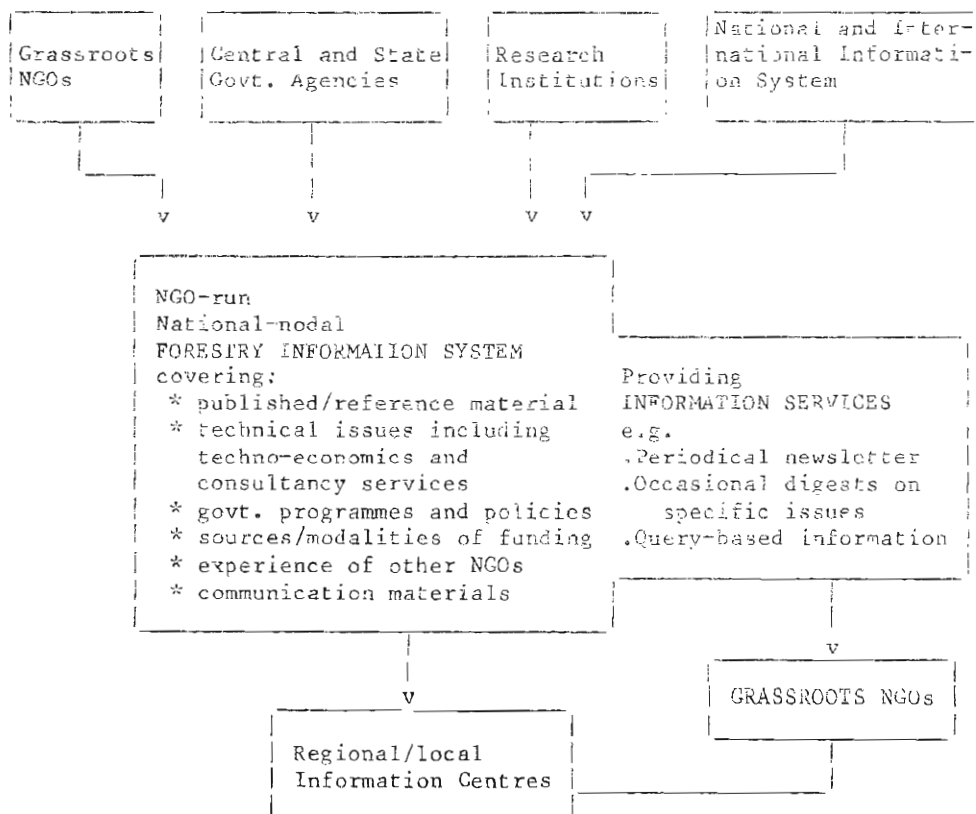 Grassroots
NGOs
Central and State
Govt. Agencies
Research
Institutions
National and Inter-
national Informati-
on System
v v v v
NGO-run
National-nodal
FORESTRY INFORMATION SYSTEM
covering:
* published/reference material
* technical issues including
techno-economics and
consultancy services
* govt. programmes and policies
* sources/modalities of funding
* experience of other NGOs
* communication materials
Providing
INFORMATION SERVICES
e.g.
.Periodical newsletter
.Occasional digests on
specific issues
.Query-based information
v
v
GRASSROOTS NGOs
Regional/local
Information Centres